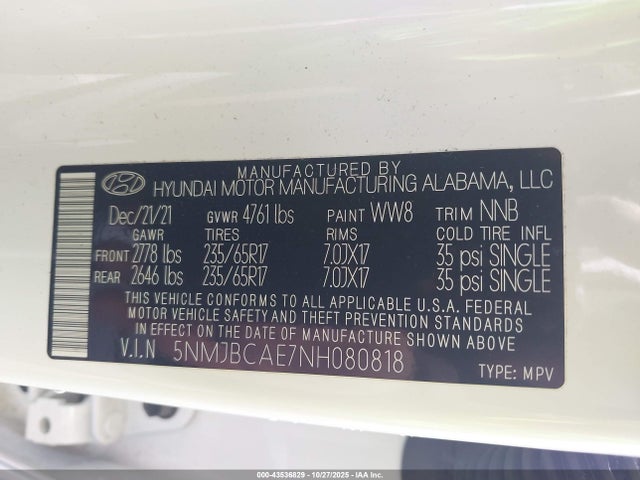 MANUFACTURED BY
HYUNDAI MOTOR MANUFACTURING ALABAMA, LLC
Dec/21/21 GVWR 4761 lbs PAINT WW8 TRIM NNB
GAWR TIRES RIMS COLD TIRE INFL
FRONT 2778 lbs 235/65R17 7.0JX17 35 psi SINGLE
REAR 2646 lbs 235/65R17 7.0JX17 35 psi SINGLE
THIS VEHICLE CONFORMS TO ALL APPLICABLE U.S.A. FEDERAL
MOTOR VEHICLE SAFETY AND THEFT PREVENTION STANDARDS
IN EFFECT ON THE DATE OF MANUFACTURE SHOWN ABOVE
V.I.N 5NMJBCAE7NH080818
TYPE: MPV
000-43536829 - 10/27/2025 - © IAA Inc.